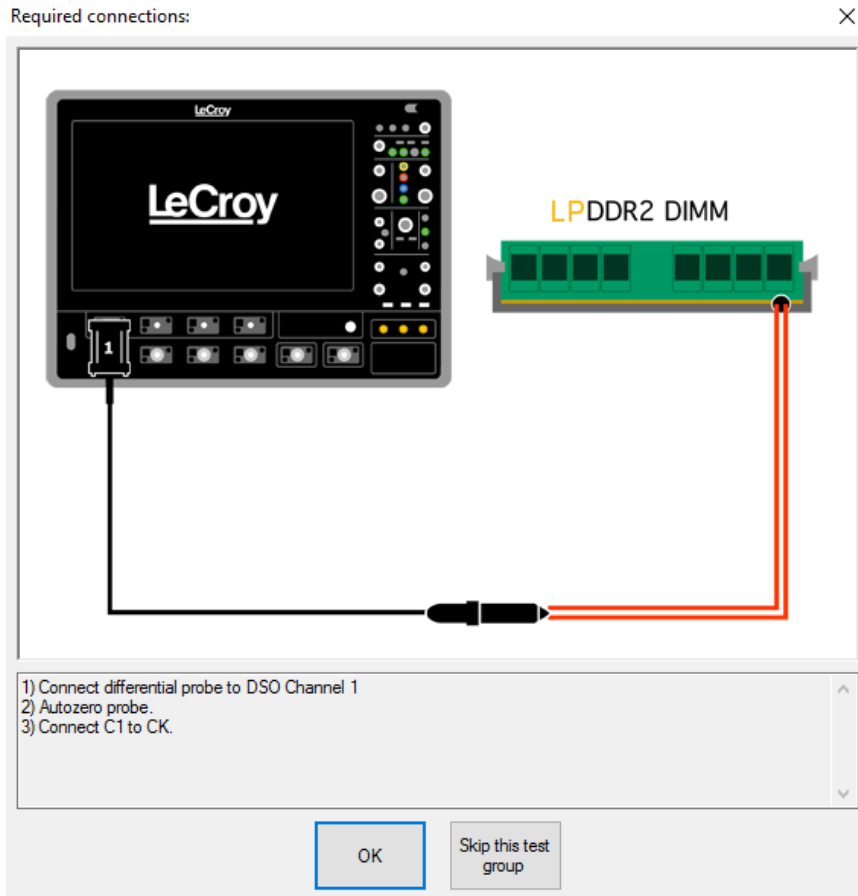 Required connections:
LeCroy
LeCroy
LPDDR2 DIMM
1
1) Connect differential probe to DSO Channel 1
2) Autozero probe.
3) Connect C1 to CK.
OK
Skip this test
group